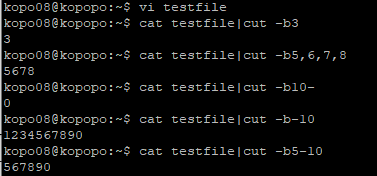 kopo08@kopopo:~$ vi testfile
kopo08@kopopo:~$ cat testfile|cut -b3
3
kopo08@kopopo:~$ cat testfile|cut -b5,6,7,8
5678
kopo08@kopopo:~$ cat testfile|cut -b10-
0
kopo08@kopopo:~$ cat testfile|cut -b-10
1234567890
kopo08@kopopo:~$ cat testfile|cut -b5-10
567890